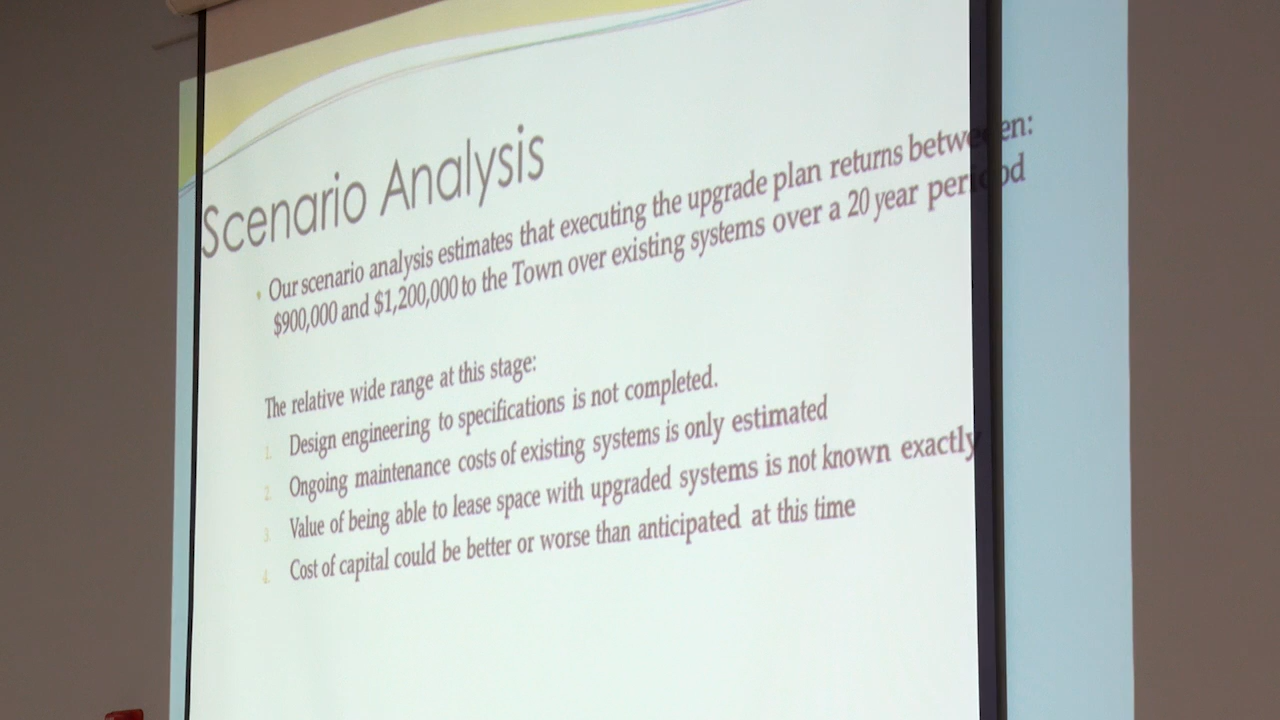 Scenario Analysis
• Our scenario analysis estimates that executing the upgrade plan returns between:
$900,000 and $1,200,000 to the Town over existing systems over a 20 year period
The relative wide range at this stage:
1. Design engineering to specifications is not completed.
2. Ongoing maintenance costs of existing systems is only estimated
3. Value of being able to lease space with upgraded systems is not known exactly
4. Cost of capital could be better or worse than anticipated at this time